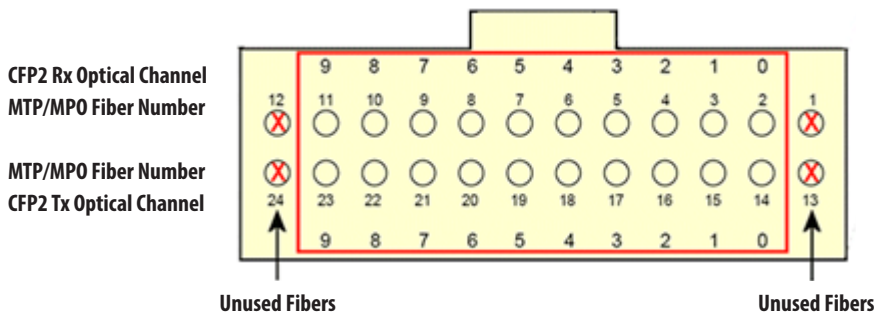 CFP2 Rx Optical Channel 9 8 7 6 5 4 3 2 1 0
MTP/MPO Fiber Number 12 11 10 9 8 7 6 5 4 3 2 1
X X
MTP/MPO Fiber Number X X
CFP2 Tx Optical Channel 24 23 22 21 20 19 18 17 16 15 14 13
9 8 7 6 5 4 3 2 1 0
Unused Fibers Unused Fibers